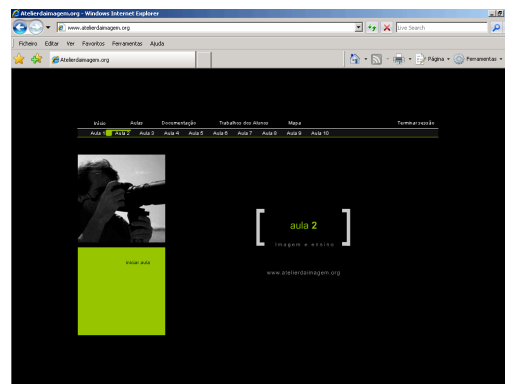 Atelierdaimagem.org - Windows Internet Explorer
www.atelierdaimagem.org
Live Search
Ficheiro Editar Ver Favoritos Ferramentas Ajuda
Atelierdaimagem.org
Página
Ferramentas
Início Aulas Documentação Trabalhos dos Alunos Mapa Terminar sessão
Aula 1 Aula 2 Aula 3 Aula 4 Aula 5 Aula 6 Aula 7 Aula 8 Aula 9 Aula 10
aula 2
Imagem e ensino
Iniciar aula
www.atelierdaimagem.org